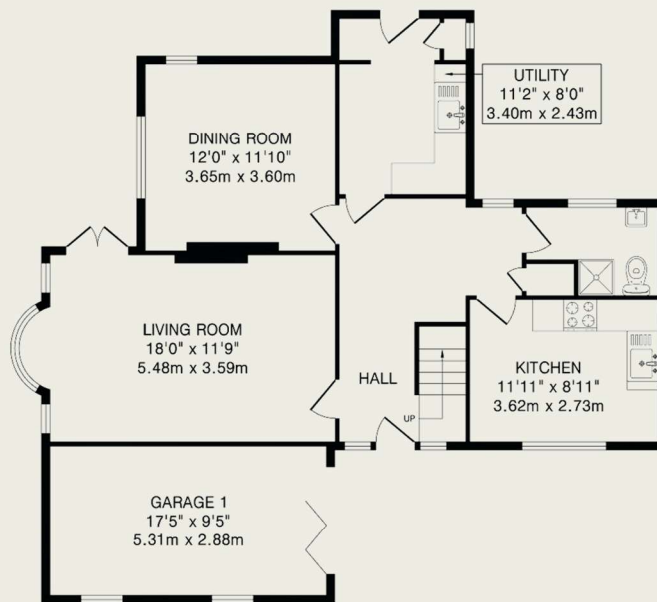 UTILITY
11'2" x 8'0"
3.40m x 2.43m
DINING ROOM
12'0" x 11'10"
3.65m x 3.60m
LIVING ROOM
18'0" x 11'9"
5.48m x 3.59m
HALL
UP
KITCHEN
11'11" x 8'11"
3.62m x 2.73m
GARAGE 1
17'5" x 9'5"
5.31m x 2.88m